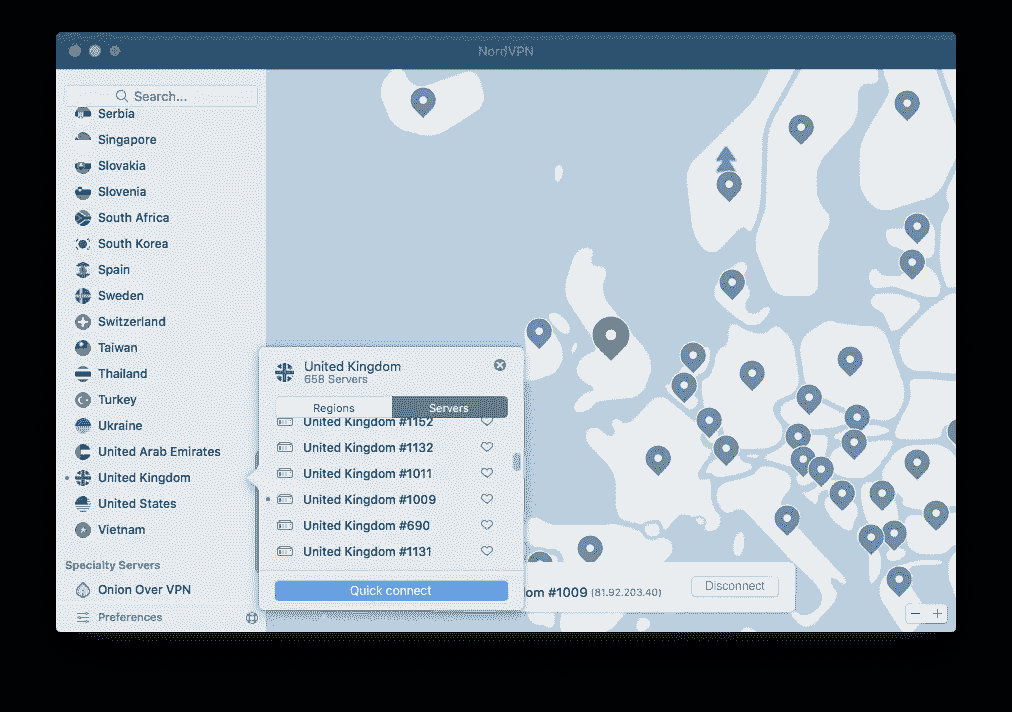 NordVPN
Search...
Serbia
Singapore
Slovakia
Slovenia
South Africa
South Korea
Spain
Sweden
Switzerland
Taiwan
Thailand
Turkey
Ukraine
United Arab Emirates
United Kingdom
United States
Vietnam
Specialty Servers
Onion Over VPN
Preferences
United Kingdom
658 Servers
Regions
Servers
United Kingdom #1152
United Kingdom #1132
United Kingdom #1011
United Kingdom #1009
United Kingdom #690
United Kingdom #1131
Quick connect
om #1009 (81.92.203.40)
Disconnect
− +